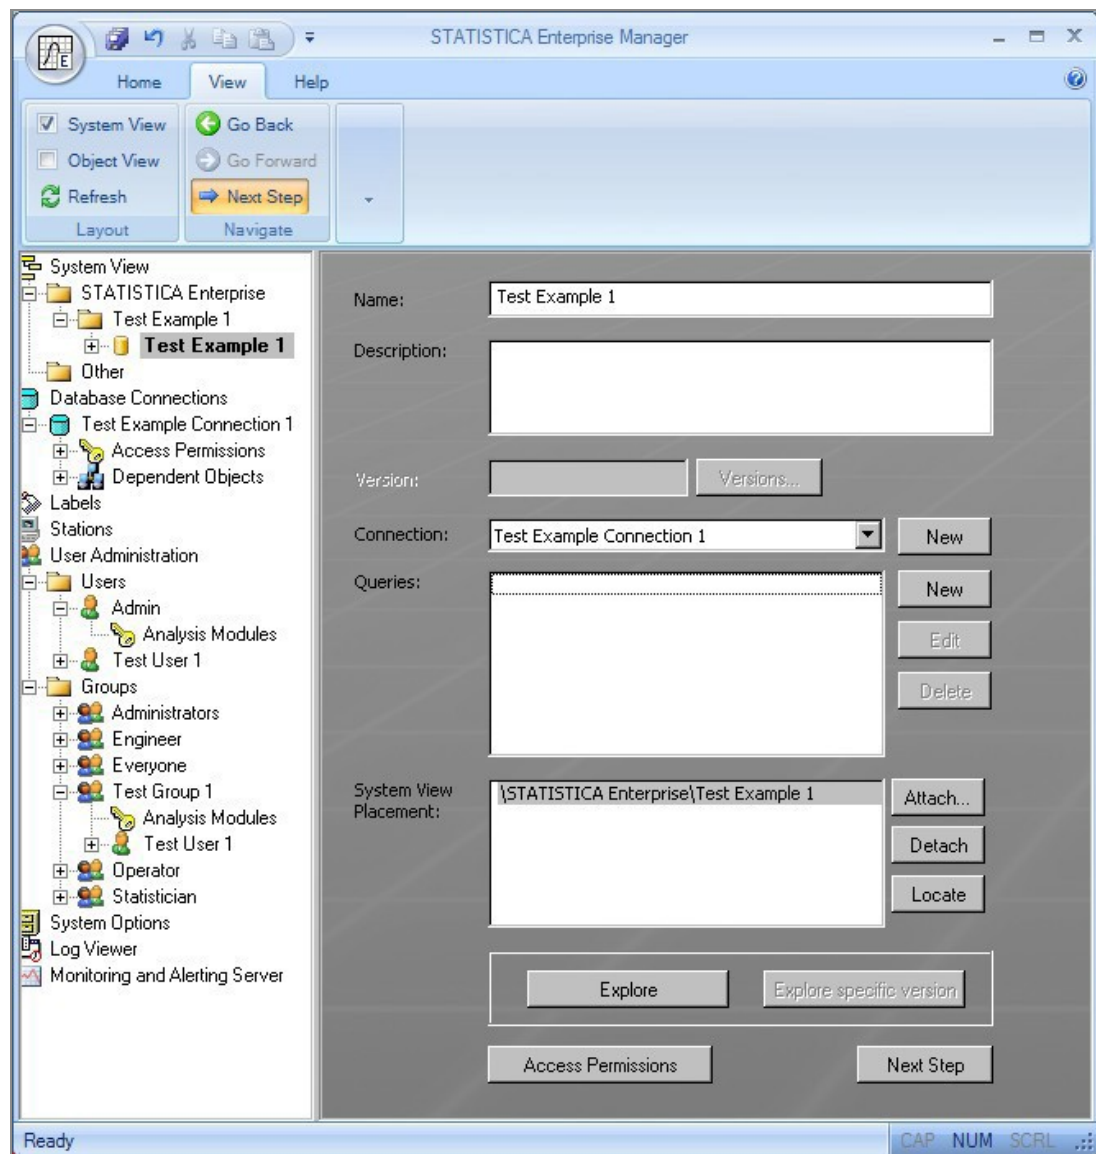 STATISTICA Enterprise Manager
E
Home View Help
System View
Object View
Refresh
Layout
Go Back
Go Forward
Next Step
Navigate
System View
STATISTICA Enterprise
Test Example 1
Test Example 1
Other
Database Connections
Test Example Connection 1
Access Permissions
Dependent Objects
Labels
Stations
User Administration
Users
Admin
Analysis Modules
Test User 1
Groups
Administrators
Engineer
Everyone
Test Group 1
Analysis Modules
Test User 1
Operator
Statistician
System Options
Log Viewer
Monitoring and Alerting Server
Name: Test Example 1
Description:
Version: Versions...
Connection: Test Example Connection 1 New
Queries: New
Edit
Delete
System View
Placement:
\STATISTICA Enterprise\Test Example 1 Attach...
Detach
Locate
Explore Explore specific version
Access Permissions Next Step
Ready CAP NUM SCRL